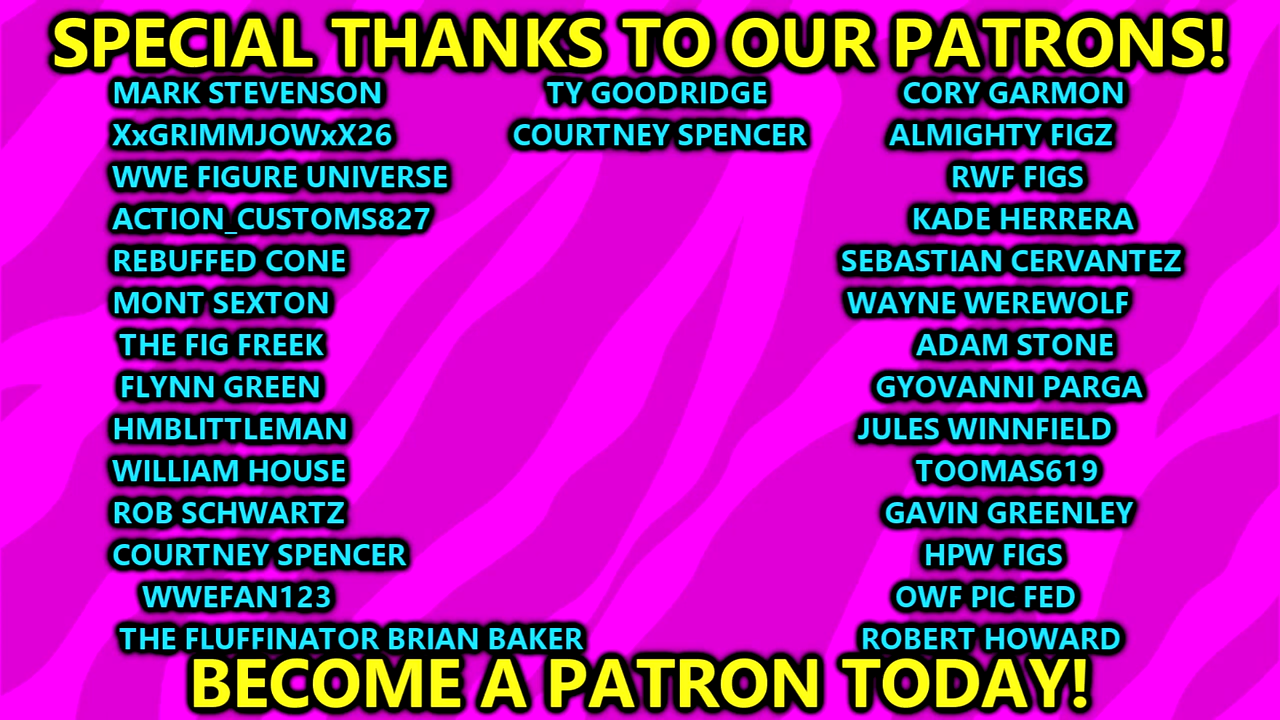 SPECIAL THANKS TO OUR PATRONS!
MARK STEVENSON
XxGRIMMJOWxX26
WWE FIGURE UNIVERSE
ACTION_CUSTOMS827
REBUFFED CONE
MONT SEXTON
THE FIG FREEK
FLYNN GREEN
HMBLITTLEMAN
WILLIAM HOUSE
ROB SCHWARTZ
COURTNEY SPENCER
WWEFAN123
THE FLUFFINATOR BRIAN BAKER
TY GOODRIDGE
COURTNEY SPENCER
CORY GARMON
ALMIGHTY FIGZ
RWF FIGS
KADE HERRERA
SEBASTIAN CERVANTEZ
WAYNE WEREWOLF
ADAM STONE
GYOVANNI PARGA
JULES WINNFIELD
TOOMAS619
GAVIN GREENLEY
HPW FIGS
OWF PIC FED
ROBERT HOWARD
BECOME A PATRON TODAY!